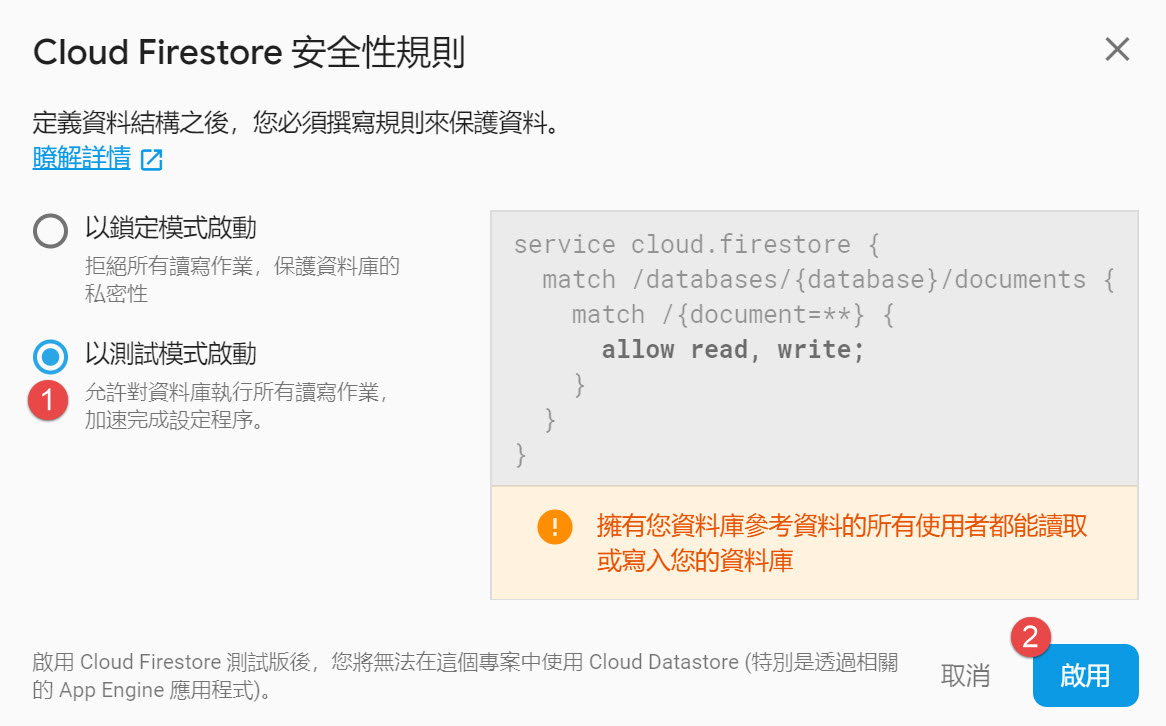 Cloud Firestore 安全性規則
定義資料結構之後，您必須撰寫規則來保護資料。
瞭解詳情
以鎖定模式啟動
拒絕所有讀寫作業，保護資料庫的
私密性
以測試模式啟動
1
允許對資料庫執行所有讀寫作業，
加速完成設定程序。
service cloud.firestore {
  match /databases/{database}/documents {
    match /{document=**} {
      allow read, write;
    }
  }
}
擁有您資料庫參考資料的所有使用者都能讀取
或寫入您的資料庫
啟用 Cloud Firestore 測試版後，您將無法在這個專案中使用 Cloud Datastore (特別是透過相關
的 App Engine 應用程式)。
取消
2
啟用